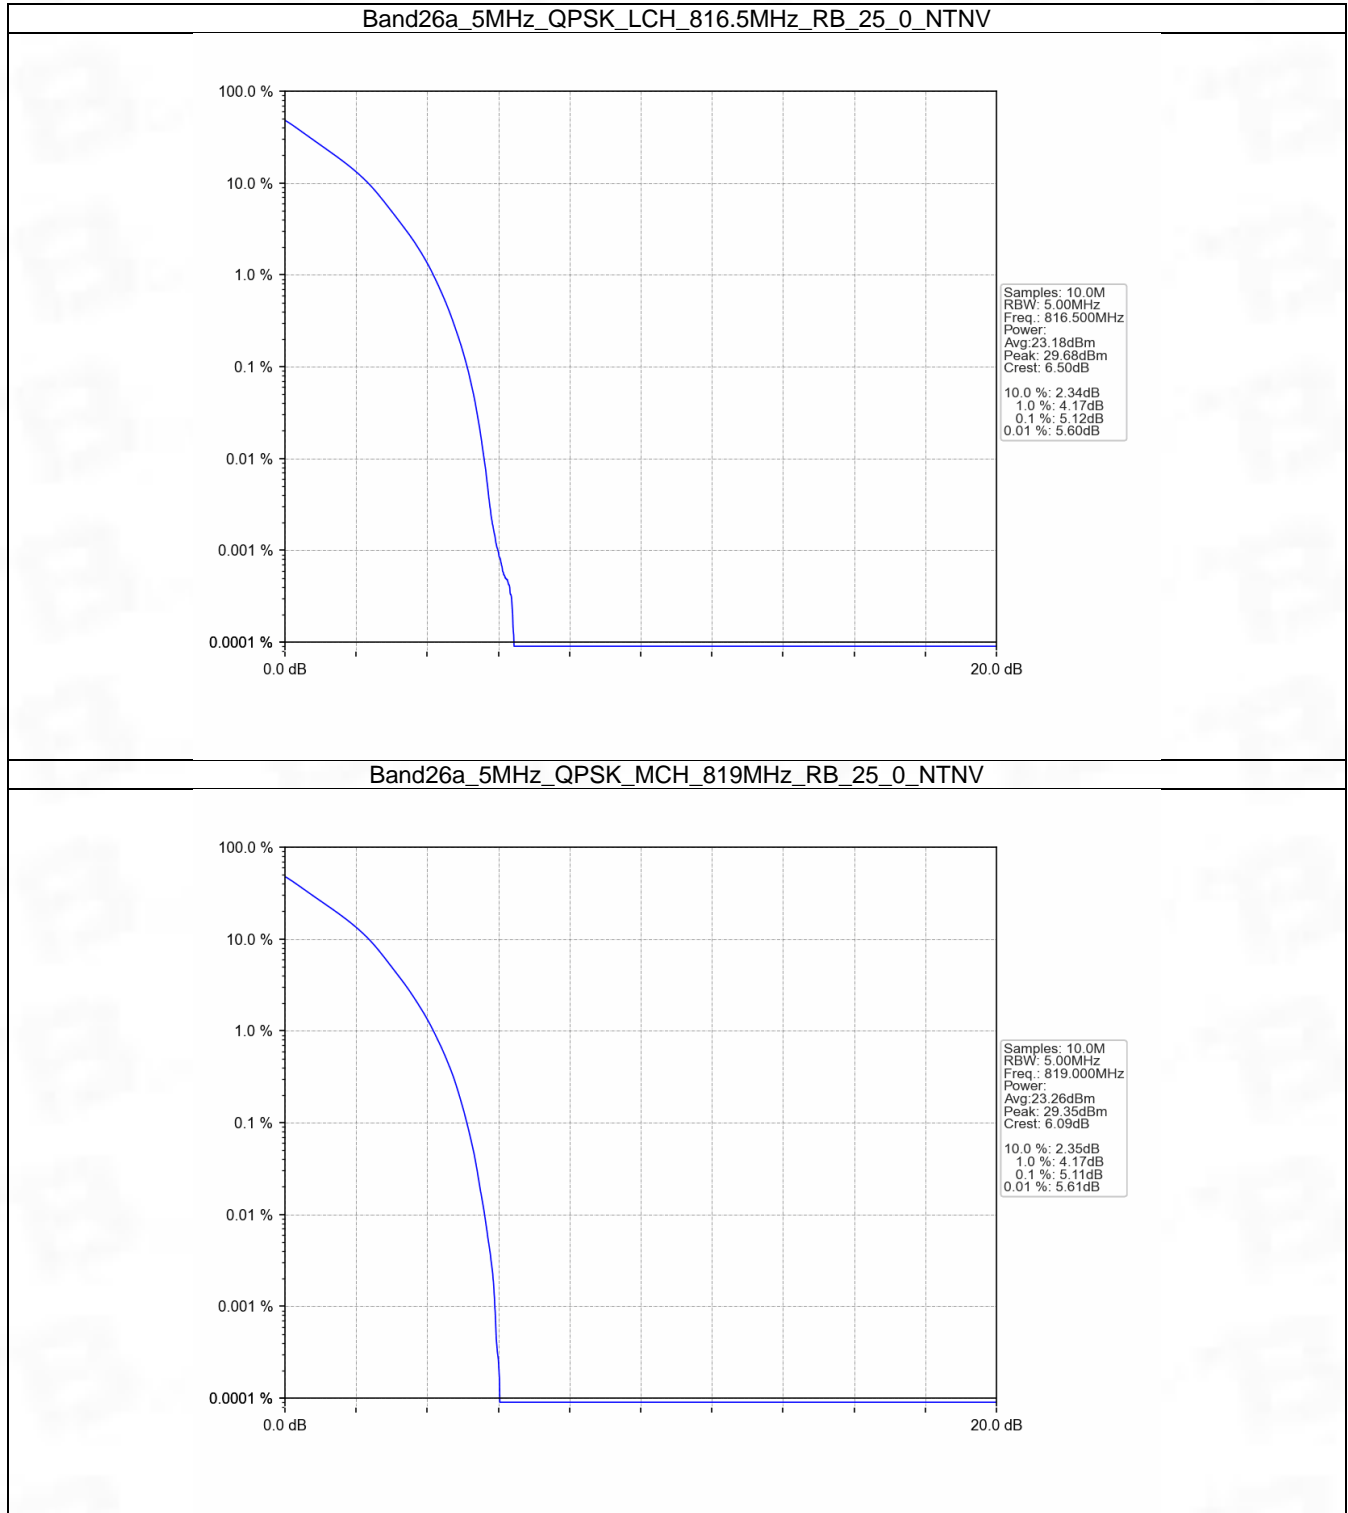 Band26a_5MHz_QPSK_LCH_816.5MHz_RB_25_0_NTNV
100.0 %
10.0 %
1.0 %
0.1 %
0.01 %
0.001 %
0.0001 %
0.0 dB
20.0 dB
Samples: 10.0M
RBW: 5.00MHz
Freq.: 816.500MHz
Power:
Avg:23.18dBm
Peak: 29.68dBm
Crest: 6.50dB
10.0 %: 2.34dB
1.0 %: 4.17dB
0.1 %: 5.12dB
0.01 %: 5.60dB
Band26a_5MHz_QPSK_MCH_819MHz_RB_25_0_NTNV
100.0 %
10.0 %
1.0 %
0.1 %
0.01 %
0.001 %
0.0001 %
0.0 dB
20.0 dB
Samples: 10.0M
RBW: 5.00MHz
Freq.: 819.000MHz
Power:
Avg:23.26dBm
Peak: 29.35dBm
Crest: 6.09dB
10.0 %: 2.35dB
1.0 %: 4.17dB
0.1 %: 5.11dB
0.01 %: 5.61dB